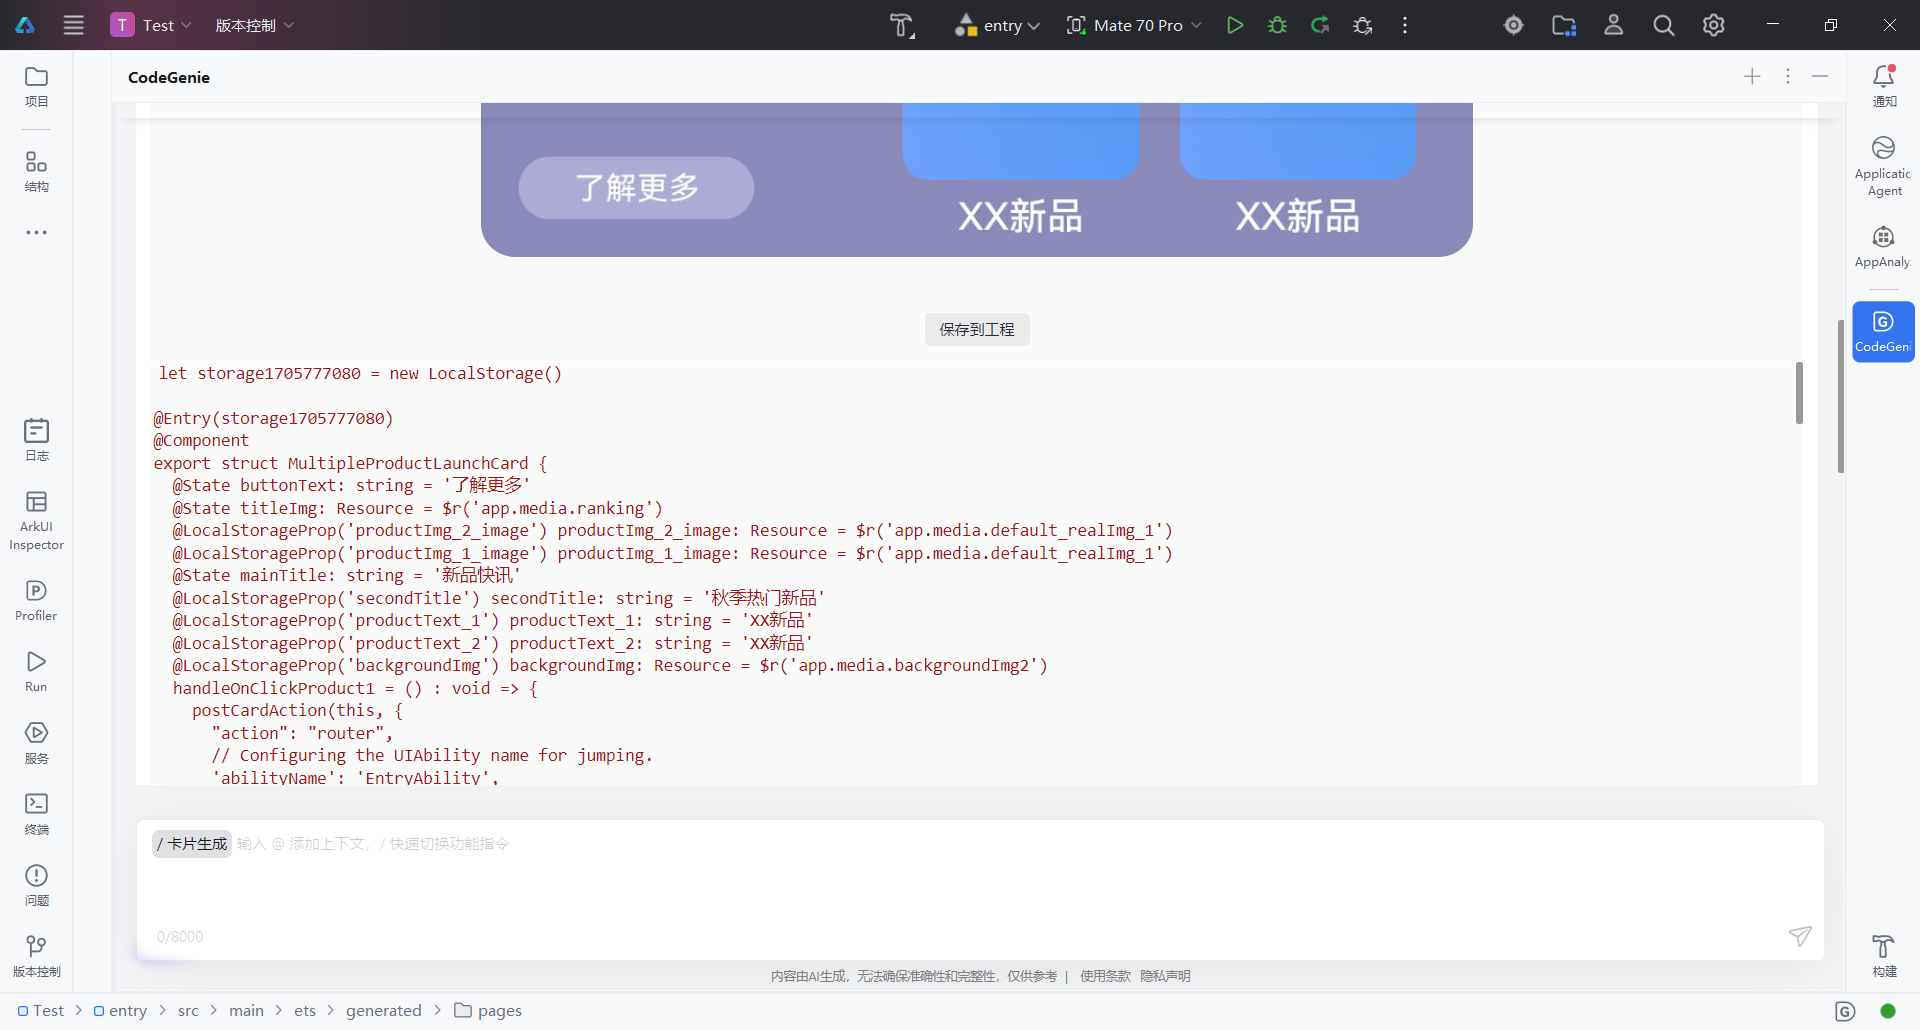 T Test 版本控制 entry Mate 70 Pro
CodeGenie
项目
结构
日志
ArkUI
Inspector
Profiler
Run
服务
终端
问题
版本控制
了解更多
XX新品
XX新品
保存到工程
let storage1705777080 = new LocalStorage()
@Entry(storage1705777080)
@Component
export struct MultipleProductLaunchCard {
@State buttonText: string = '了解更多'
@State titleImg: Resource = $r('app.media.ranking')
@LocalStorageProp('productImg_2_image') productImg_2_image: Resource = $r('app.media.default_realImg_1')
@LocalStorageProp('productImg_1_image') productImg_1_image: Resource = $r('app.media.default_realImg_1')
@State mainTitle: string = '新品快讯'
@LocalStorageProp('secondTitle') secondTitle: string = '秋季热门新品'
@LocalStorageProp('productText_1') productText_1: string = 'XX新品'
@LocalStorageProp('productText_2') productText_2: string = 'XX新品'
@LocalStorageProp('backgroundImg') backgroundImg: Resource = $r('app.media.backgroundImg2')
handleOnClickProduct1 = () : void => {
postCardAction(this, {
"action": "router",
// Configuring the UIAbility name for jumping.
'abilityName': 'EntryAbility',
/ 卡片生成 输入 @ 添加上下文，/ 快速切换功能指令
0/8000
内容由AI生成，无法确保准确性和完整性，仅供参考 | 使用条款 隐私声明
通知
Applicatic
Agent
AppAnaly
CodeGeni
构建
Test > entry > src > main > ets > generated > pages